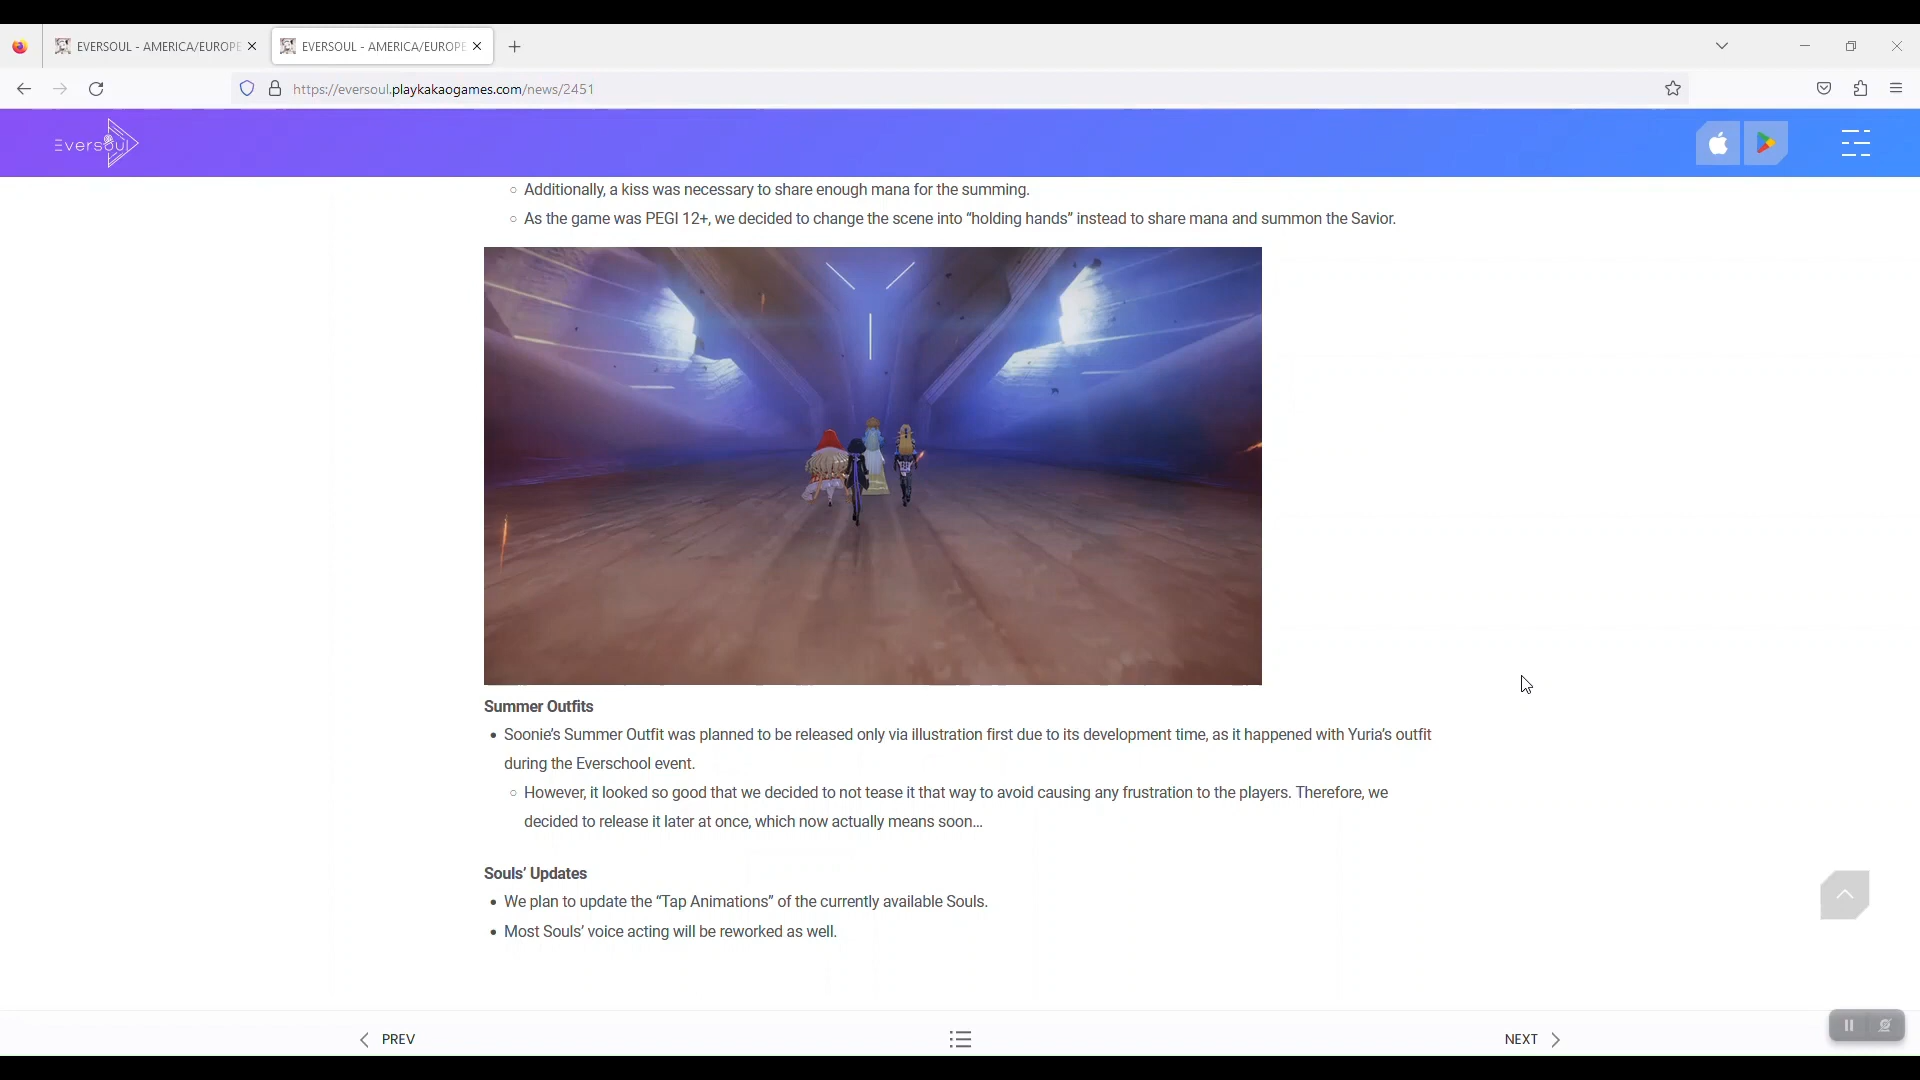 EVERSOUL - AMERICA/EUROPE
EVERSOUL - AMERICA/EUROPE
https://eversoul.playkakaogames.com/news/2451
Eversoul
Additionally, a kiss was necessary to share enough mana for the summing.
As the game was PEGI 12+, we decided to change the scene into “holding hands” instead to share mana and summon the Savior.
Summer Outfits
Soonie’s Summer Outfit was planned to be released only via illustration first due to its development time, as it happened with Yuria’s outfit
during the Everschool event.
However, it looked so good that we decided to not tease it that way to avoid causing any frustration to the players. Therefore, we
decided to release it later at once, which now actually means soon...
Souls’ Updates
We plan to update the “Tap Animations” of the currently available Souls.
Most Souls’ voice acting will be reworked as well.
PREV
NEXT